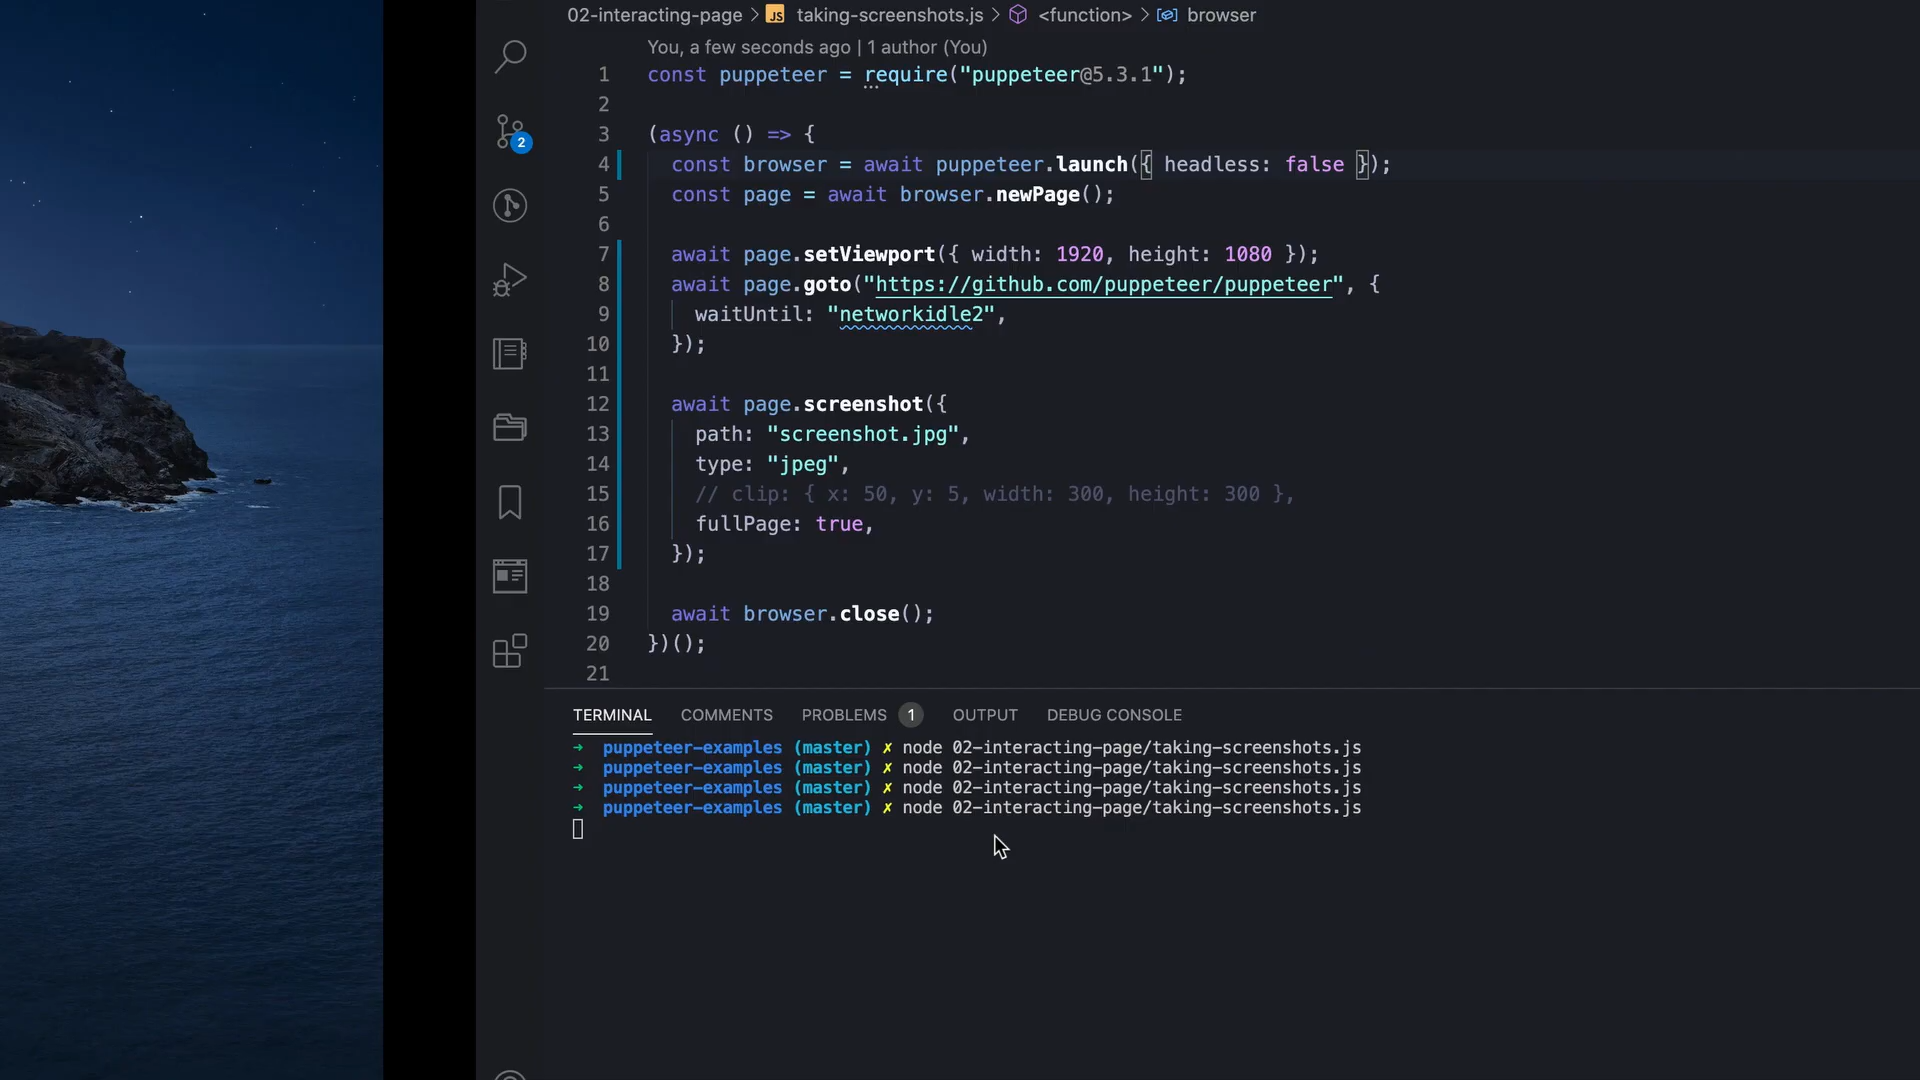 02-interacting-page > JS taking-screenshots.js > <function> > browser
You, a few seconds ago | 1 author (You)
1 const puppeteer = require("puppeteer@5.3.1");
2
3 (async () => {
4 const browser = await puppeteer.launch({ headless: false });
5 const page = await browser.newPage();
6
7 await page.setViewport({ width: 1920, height: 1080 });
8 await page.goto("https://github.com/puppeteer/puppeteer", {
9 waitUntil: "networkidle2",
10 });
11
12 await page.screenshot({
13 path: "screenshot.jpg",
14 type: "jpeg",
15 // clip: { x: 50, y: 5, width: 300, height: 300 },
16 fullPage: true,
17 });
18
19 await browser.close();
20 })();
21
2
TERMINAL COMMENTS PROBLEMS 1 OUTPUT DEBUG CONSOLE
➜ puppeteer-examples (master) ✗ node 02-interacting-page/taking-screenshots.js
➜ puppeteer-examples (master) ✗ node 02-interacting-page/taking-screenshots.js
➜ puppeteer-examples (master) ✗ node 02-interacting-page/taking-screenshots.js
➜ puppeteer-examples (master) ✗ node 02-interacting-page/taking-screenshots.js